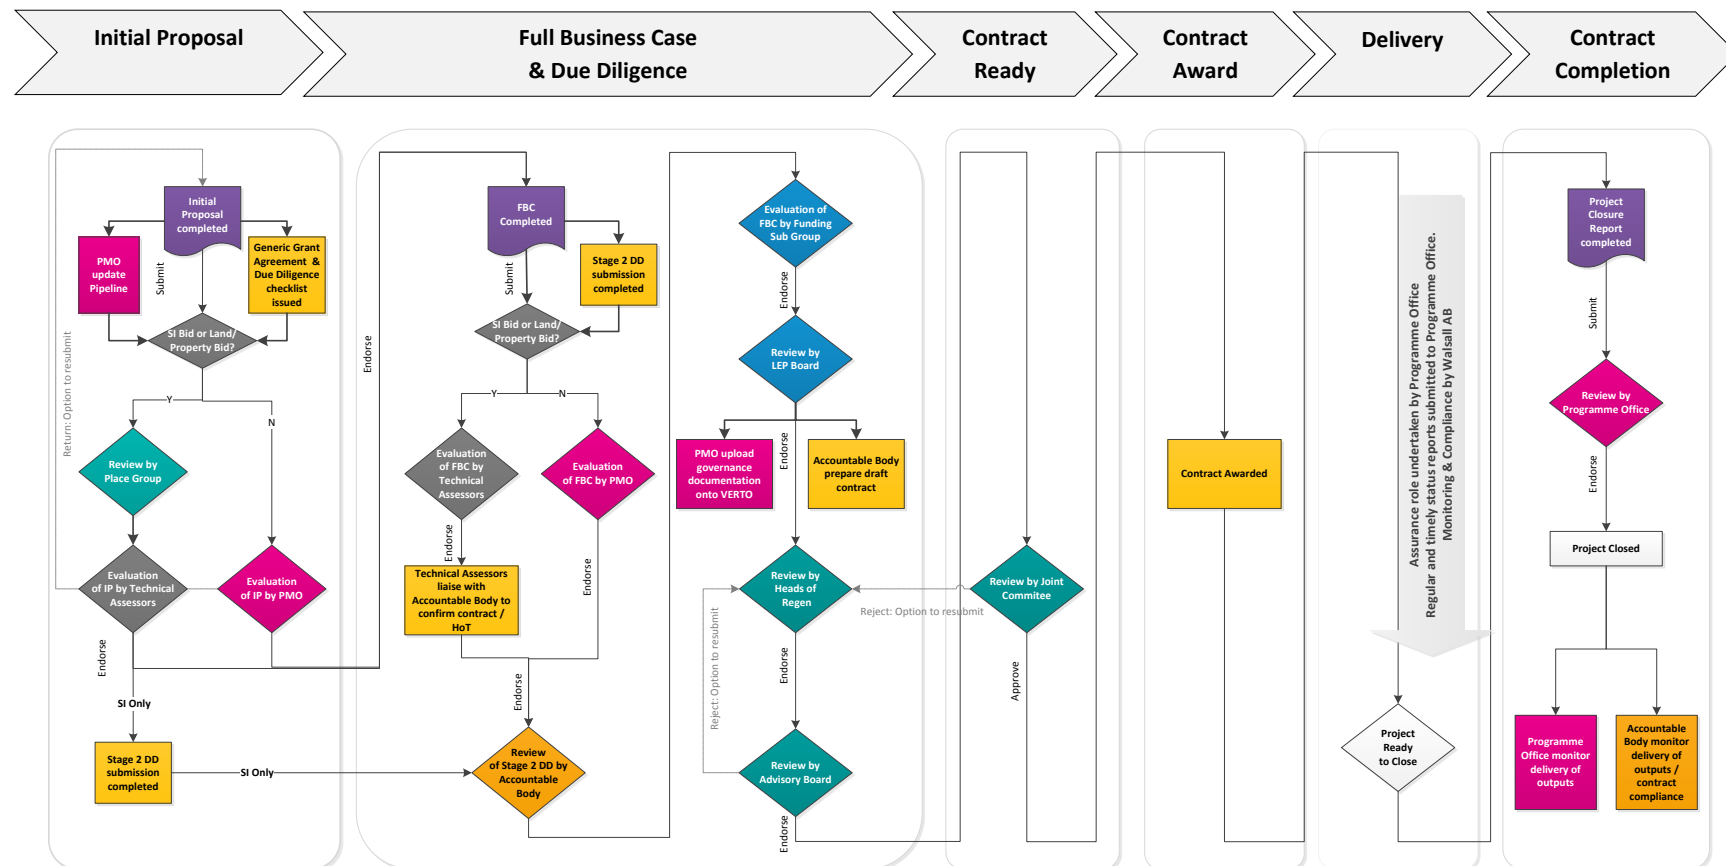 Initial Proposal
Full Business Case
& Due Diligence
Contract
Ready
Contract
Award
Delivery
Contract
Completion
Initial
Proposal
completed
PMO
update
Pipeline
Submit
Generic Grant
Agreement &
Due Diligence
checklist
issued
SI Bid or Land/
Property Bid?
Return: Option to resubmit
Y
N
Review by
Place Group
Evaluation
of IP by Technical
Assessors
Evaluation
of IP by PMO
Endorse
SI Only
Stage 2 DD
submission
completed
SI Only
Endorse
FBC
Completed
Submit
Stage 2 DD
submission
completed
SI Bid or Land/
Property Bid?
Y
N
Evaluation
of FBC by
Technical
Assessors
Evaluation
of FBC by PMO
Endorse
Endorse
Technical Assessors
liaise with
Accountable Body to
confirm contract /
HoT
Endorse
Review
of Stage 2 DD by
Accountable
Body
Evaluation of
FBC by Funding
Sub Group
Endorse
Review by
LEP Board
PMO upload
governance
documentation
onto VERTO
Endorse
Accountable Body
prepare draft
contract
Review by
Heads of
Regen
Reject: Option to resubmit
Endorse
Review by
Advisory Board
Endorse
Review by Joint
Commitee
Reject: Option to resubmit
Approve
Contract Awarded
Assurance role undertaken by Programme Office
Regular and timely status reports submitted to Programme Office.
Monitoring & Compliance by Walsall AB
Project
Ready
to Close
Project
Closure
Report
completed
Submit
Review by
Programme Office
Endorse
Project Closed
Programme
Office monitor
delivery of
outputs
Accountable
Body monitor
delivery of
outputs /
contract
compliance